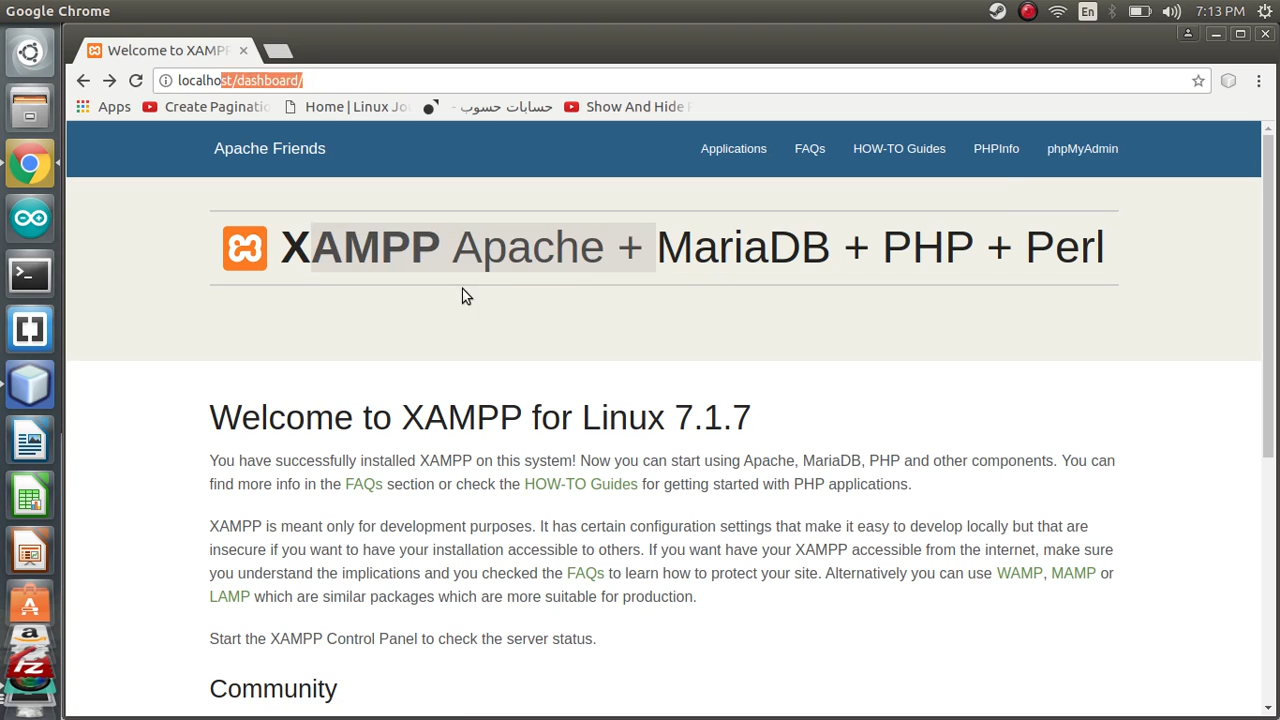 Google Chrome
En
7:13 PM
Welcome to XAMPP
localhost/dashboard/
Apps
Create Paginatio
Home | Linux Jo
حسابات حسوب -
Show And Hide
Apache Friends
Applications
FAQs
HOW-TO Guides
PHPInfo
phpMyAdmin
XAMPP Apache + MariaDB + PHP + Perl
Welcome to XAMPP for Linux 7.1.7
You have successfully installed XAMPP on this system! Now you can start using Apache, MariaDB, PHP and other components. You can
find more info in the FAQs section or check the HOW-TO Guides for getting started with PHP applications.
XAMPP is meant only for development purposes. It has certain configuration settings that make it easy to develop locally but that are
insecure if you want to have your installation accessible to others. If you want have your XAMPP accessible from the internet, make sure
you understand the implications and you checked the FAQs to learn how to protect your site. Alternatively you can use WAMP, MAMP or
LAMP which are similar packages which are more suitable for production.
Start the XAMPP Control Panel to check the server status.
Community